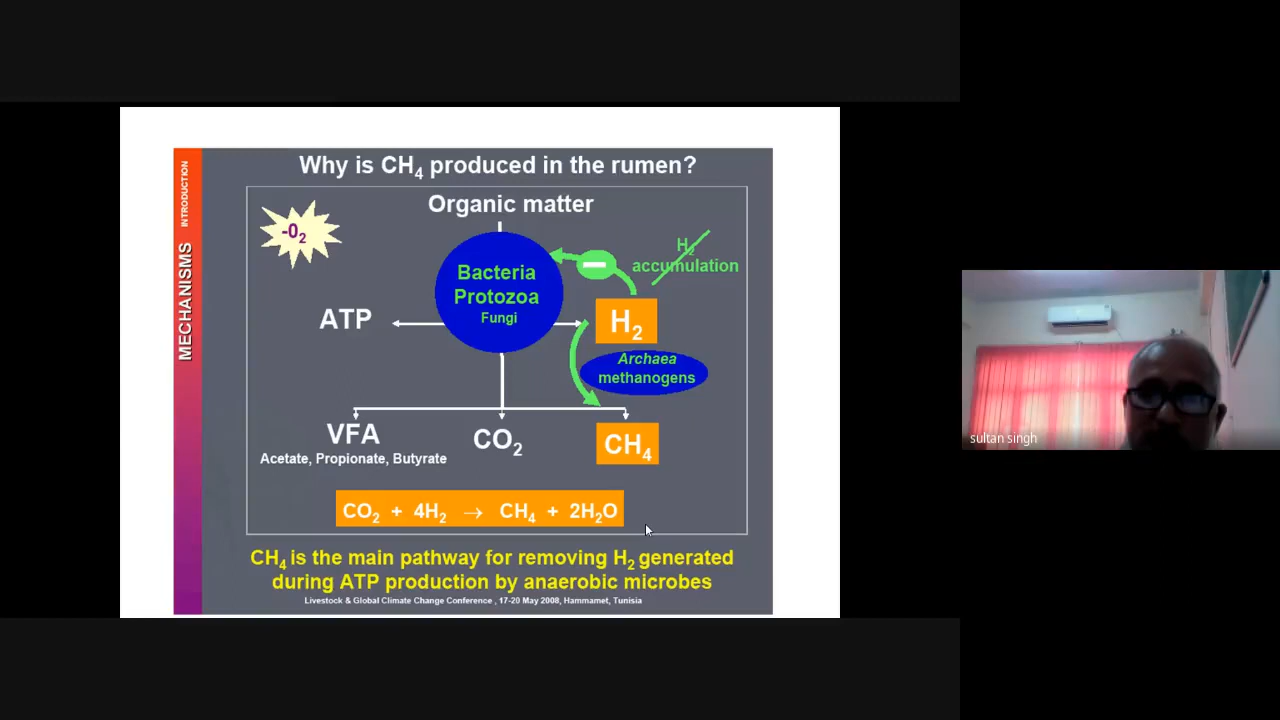 Why is CH4 produced in the rumen?
INTRODUCTION
MECHANISMS
Organic matter
-02
H2
accumulation
Bacteria
Protozoa
Fungi
ATP
H2
Archaea
methanogens
VFA
CO2
CH4
Acetate, Propionate, Butyrate
CO2 + 4H2 → CH4 + 2H2O
CH4 is the main pathway for removing H2 generated
during ATP production by anaerobic microbes
Livestock & Global Climate Change Conference , 17-20 May 2008, Hammamet, Tunisia
sultan singh